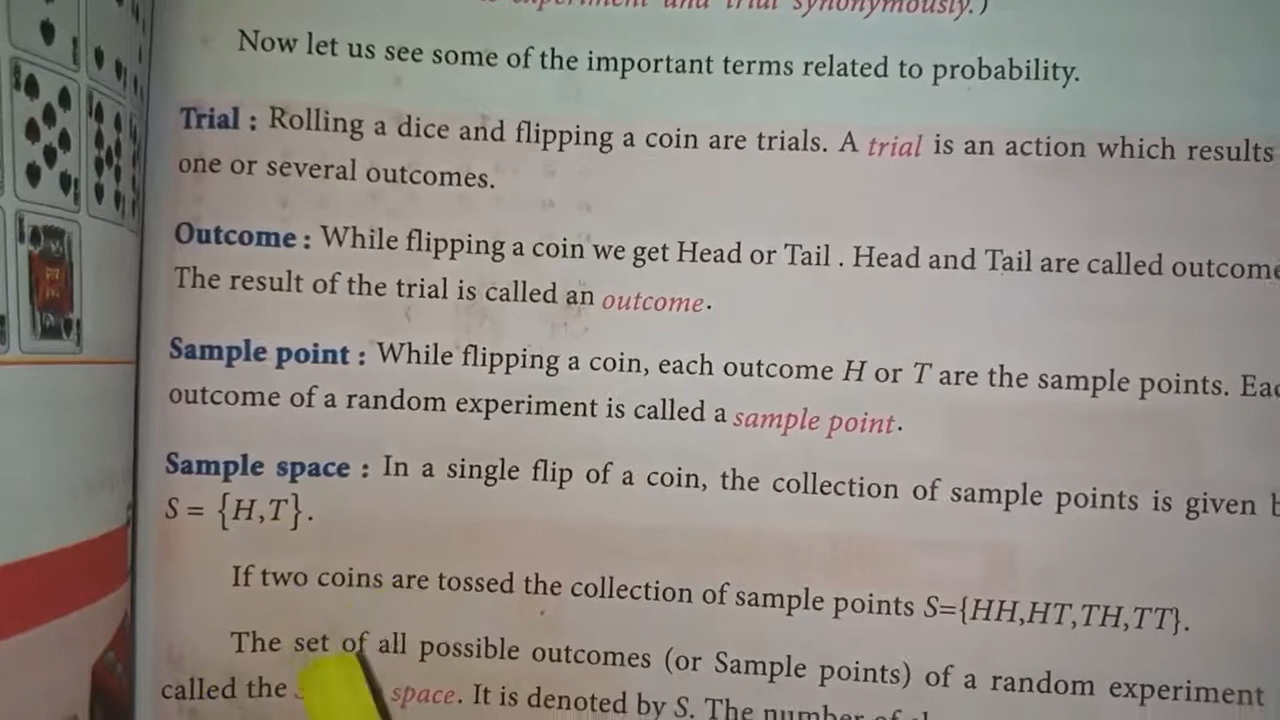 experiment and trial synonymously.)
Now let us see some of the important terms related to probability.
Trial : Rolling a dice and flipping a coin are trials. A trial is an action which results
one or several outcomes.
Outcome : While flipping a coin we get Head or Tail . Head and Tail are called
The result of the trial is called an outcome.
Sample point : While flipping a coin, each outcome H or T are the sample points.
outcome of a random experiment is called a sample point.
Sample space : In a single flip of a coin, the collection of sample points is given
S = {H,T}.
If two coins are tossed the collection of sample points S={HH,HT,TH,TT}.
The set of all possible outcomes (or Sample points) of a random experiment
called the space. It is denoted by S. The number of